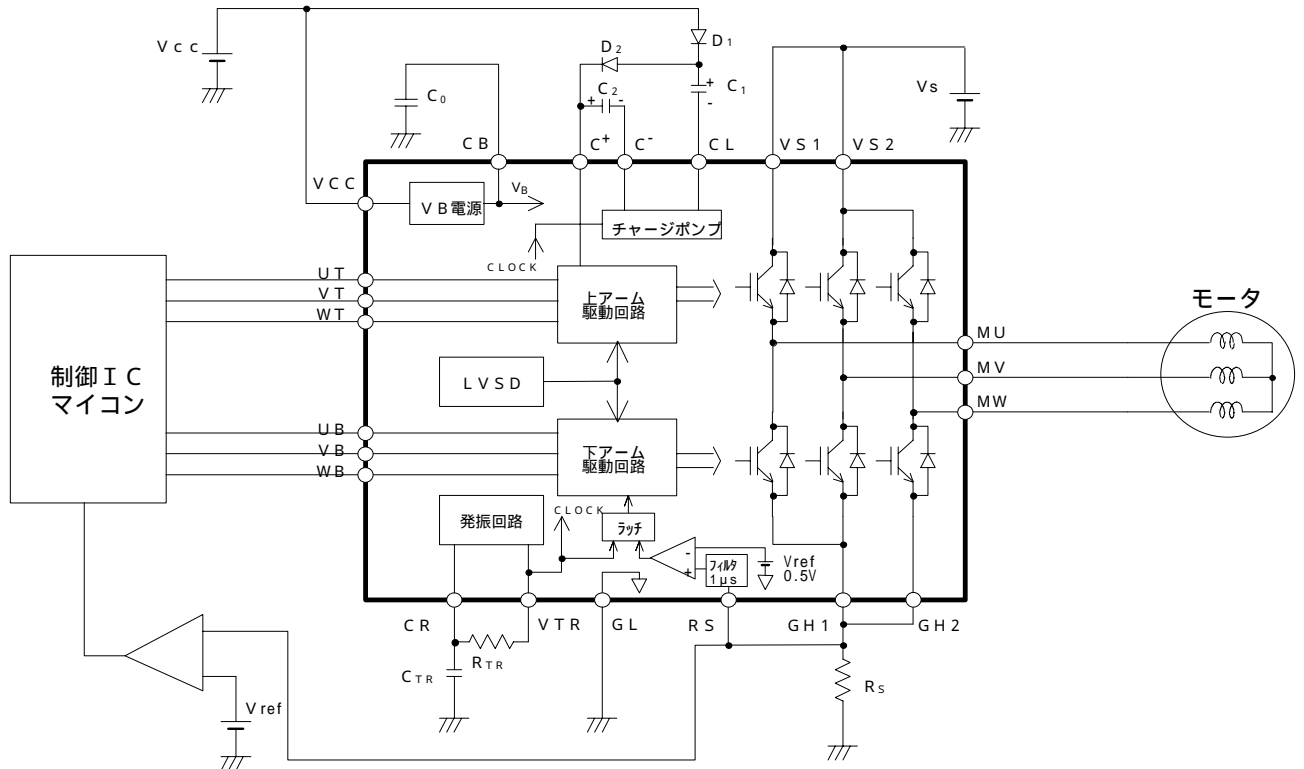 Vcc
D1
D2
C2
+ -
+
-
C1
C0
Vs
CB
C+
C-
CL
VS1
VS2
VCC
VB電源
VB
チャージポンプ
CLOCK
UT
VT
WT
上アーム
駆動回路
モータ
MU
MV
MW
制御IC
マイコン
LVSD
UB
VB
WB
下アーム
駆動回路
発振回路
CLOCK
ラッチ
-
+
フィルタ
1μs
Vref
0.5V
CR
VTR
GL
RS
GH1
GH2
RTR
CTR
RS
Vref